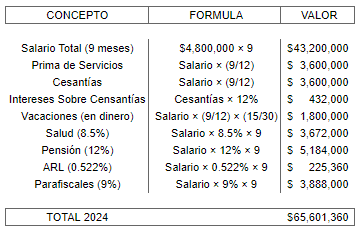 CONCEPTO FORMULA VALOR
Salario Total (9 meses) $4,800,000 × 9 $43,200,000
Prima de Servicios Salario × (9/12) $ 3,600,000
Cesantías Salario × (9/12) $ 3,600,000
Intereses Sobre Censantías Cesantías × 12% $ 432,000
Vacaciones (en dinero) Salario × (9/12) × (15/30) $ 1,800,000
Salud (8.5%) Salario × 8.5% × 9 $ 3,672,000
Pensión (12%) Salario × 12% × 9 $ 5,184,000
ARL (0.522%) Salario × 0.522% × 9 $ 225,360
Parafiscales (9%) Salario × 9% × 9 $ 3,888,000
TOTAL 2024 $65,601,360